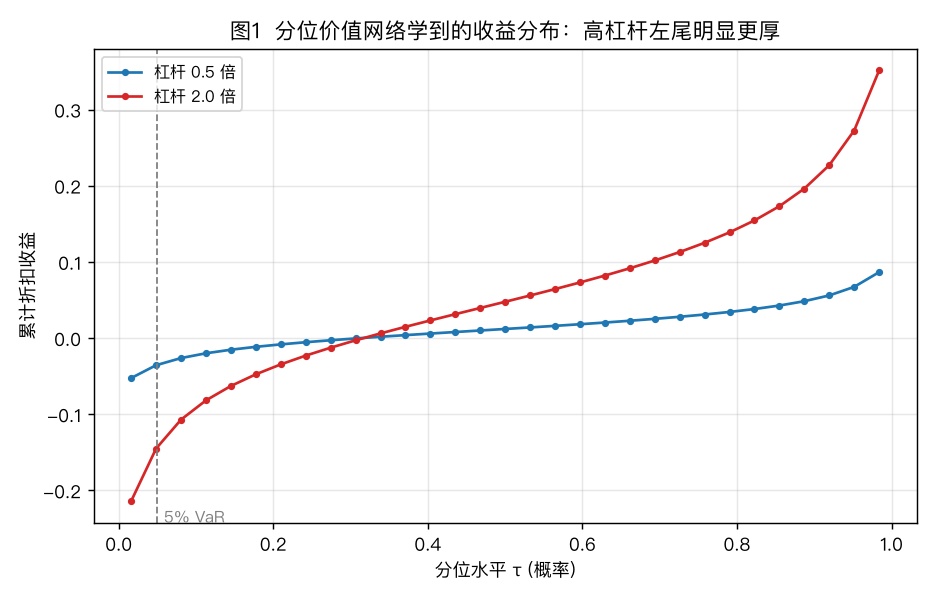 图1 分位价值网络学到的收益分布：高杠杆左尾明显更厚
杠杆 0.5 倍
杠杆 2.0 倍
累计折扣收益
0.3
0.2
0.1
0.0
−0.1
−0.2
5% VaR
0.0 0.2 0.4 0.6 0.8 1.0
分位水平 τ (概率)